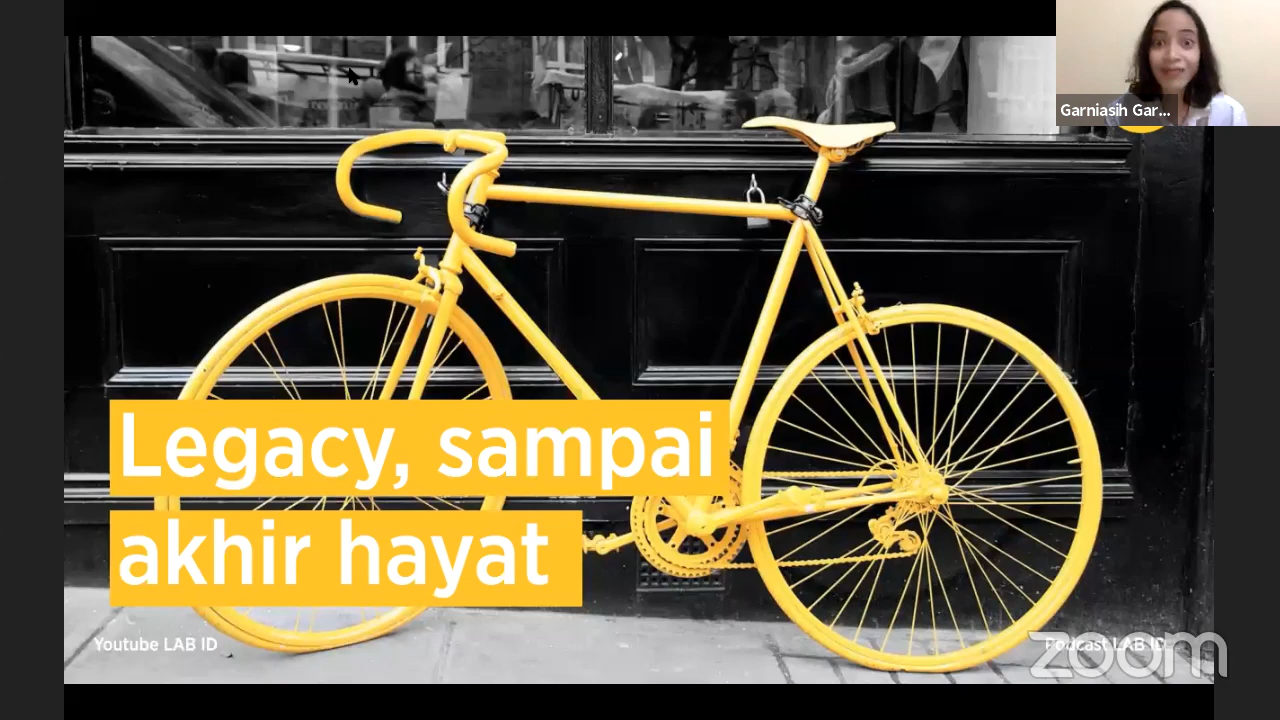 Garniasih Gar...
Legacy, sampai
akhir hayat
Youtube LAB ID
Podcast LAB ID
zoom